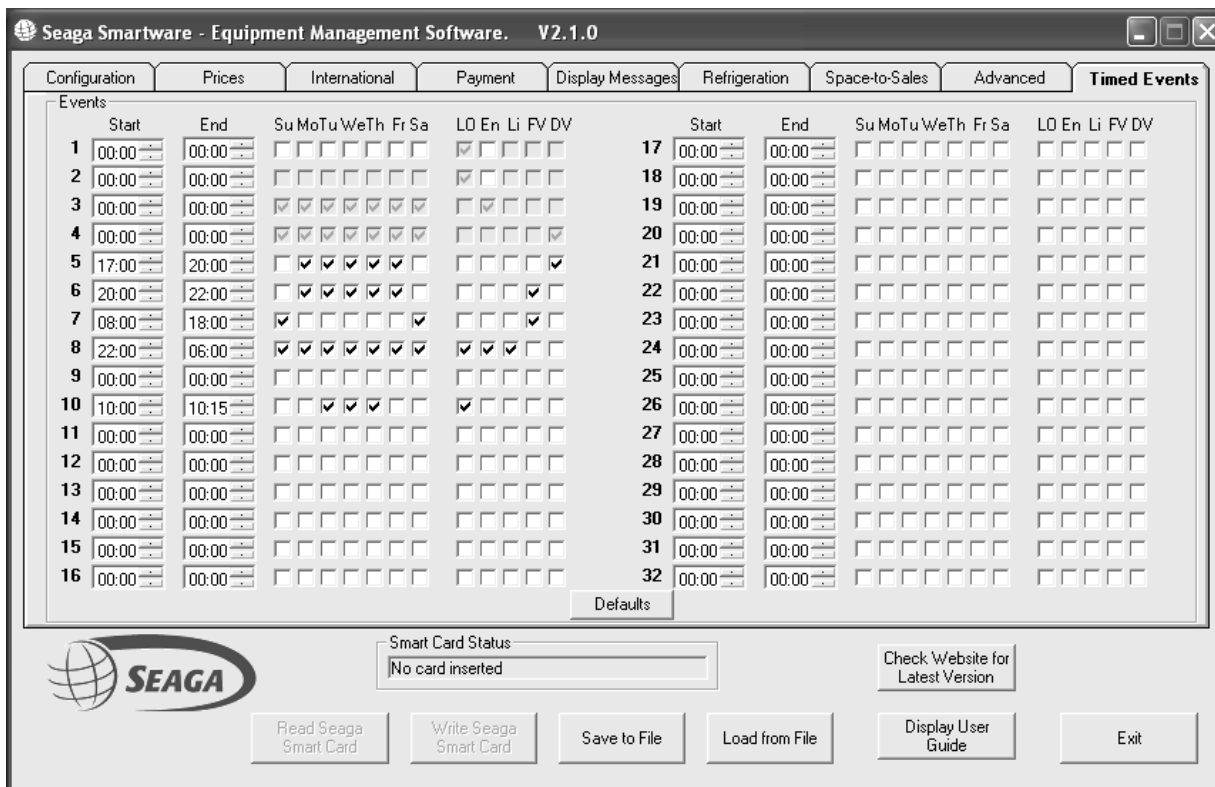 Seaga Smartware - Equipment Management Software. V2.1.0
Configuration Prices International Payment Display Messages Refrigeration Space-to-Sales Advanced Timed Events
Events
Start End Su Mo Tu We Th Fr Sa LO En Li FV DV Start End Su Mo Tu We Th Fr Sa LO En Li FV DV
1 00:00 00:00 17 00:00 00:00
2 00:00 00:00 18 00:00 00:00
3 00:00 00:00 19 00:00 00:00
4 00:00 00:00 20 00:00 00:00
5 17:00 20:00 21 00:00 00:00
6 20:00 22:00 22 00:00 00:00
7 08:00 18:00 23 00:00 00:00
8 22:00 06:00 24 00:00 00:00
9 00:00 00:00 25 00:00 00:00
10 10:00 10:15 26 00:00 00:00
11 00:00 00:00 27 00:00 00:00
12 00:00 00:00 28 00:00 00:00
13 00:00 00:00 29 00:00 00:00
14 00:00 00:00 30 00:00 00:00
15 00:00 00:00 31 00:00 00:00
16 00:00 00:00 32 00:00 00:00
Defaults
SEAGA
Smart Card Status
No card inserted
Check Website for
Latest Version
Read Seaga
Smart Card
Write Seaga
Smart Card
Save to File
Load from File
Display User
Guide
Exit